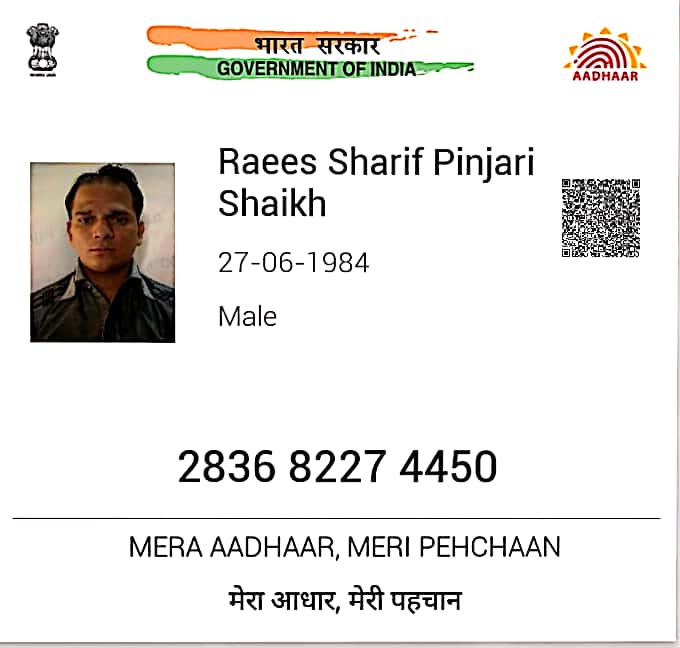 भारत सरकार
GOVERNMENT OF INDIA
AADHAAR
Raees Sharif Pinjari
Shaikh
27-06-1984
Male
2836 8227 4450
MERA AADHAAR, MERI PEHCHAAN
मेरा आधार, मेरी पहचान